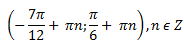 (-7π/12 + πn; π/6 + πn), n ϵ Z